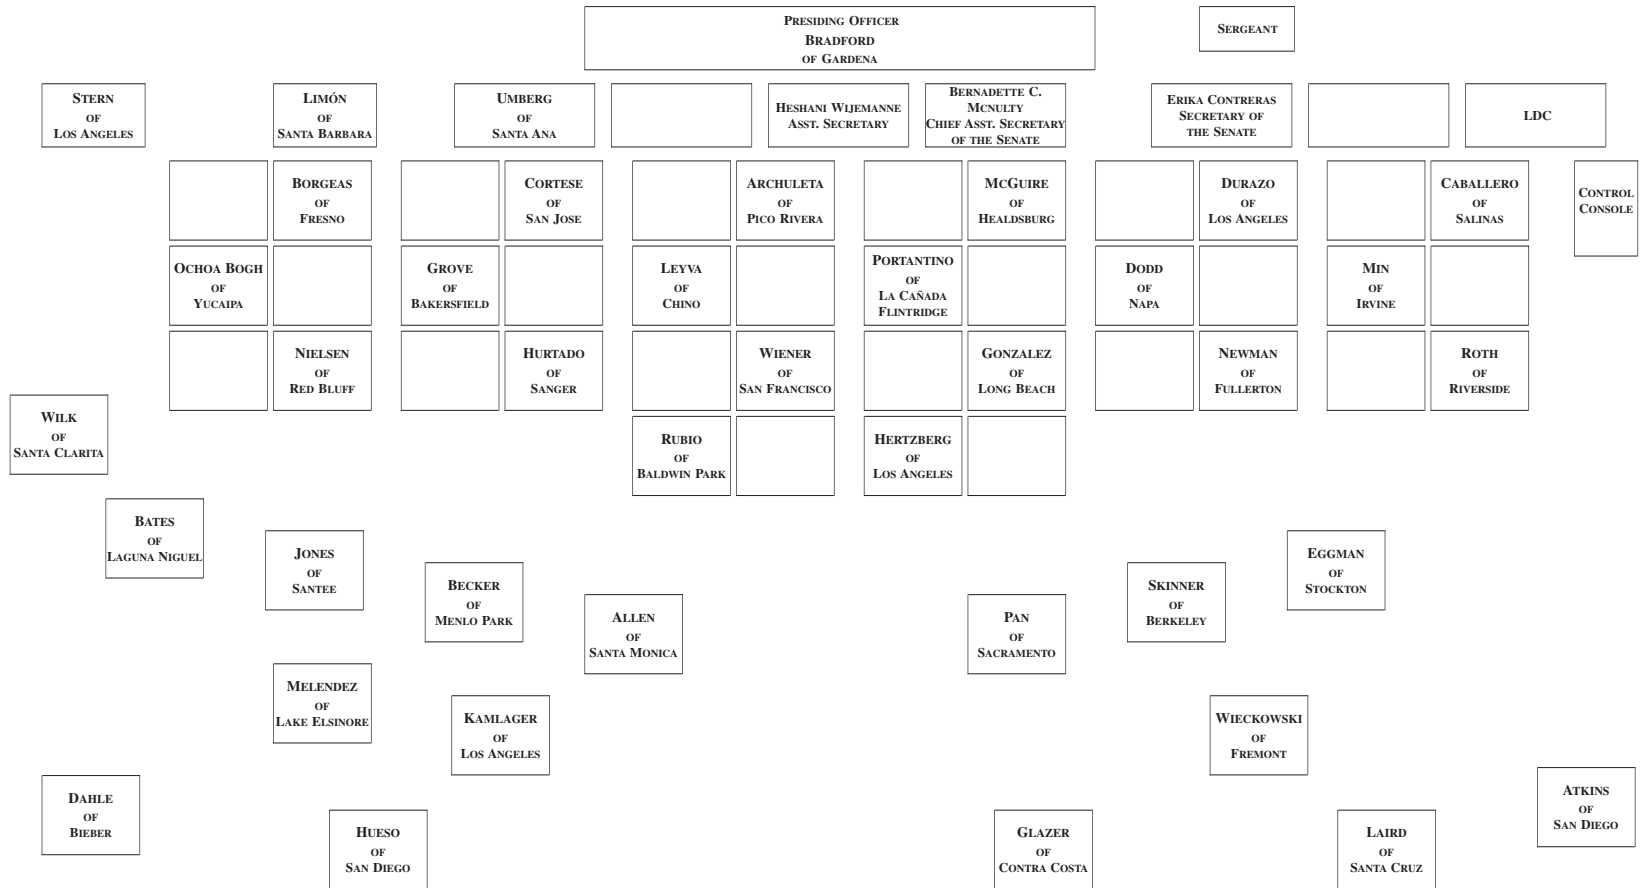 Presiding Officer
Bradford
of Gardena
Sergeant
Stern
of
Los Angeles
Limón
of
Santa Barbara
Umberg
of
Santa Ana
Heshani Wijemanne
Asst. Secretary
Bernadette C.
Mcnulty
Chief Asst. Secretary
of the Senate
Erika Contreras
Secretary of
the Senate
LDC
Borgeas
of
Fresno
Cortese
of
San Jose
Archuleta
of
Pico Rivera
McGuire
of
Healdsburg
Durazo
of
Los Angeles
Caballero
of
Salinas
Control
Console
Ochoa Bogh
of
Yucaipa
Grove
of
Bakersfield
Leyva
of
Chino
Portantino
of
La Cañada
Flintridge
Dodd
of
Napa
Min
of
Irvine
Nielsen
of
Red Bluff
Hurtado
of
Sanger
Wiener
of
San Francisco
Gonzalez
of
Long Beach
Newman
of
Fullerton
Roth
of
Riverside
Wilk
of
Santa Clarita
Rubio
of
Baldwin Park
Hertzberg
of
Los Angeles
Bates
of
Laguna Niguel
Jones
of
Santee
Becker
of
Menlo Park
Allen
of
Santa Monica
Pan
of
Sacramento
Skinner
of
Berkeley
Eggman
of
Stockton
Melendez
of
Lake Elsinore
Kamlager
of
Los Angeles
Wieckowski
of
Fremont
Dahle
of
Bieber
Hueso
of
San Diego
Glazer
of
Contra Costa
Laird
of
Santa Cruz
Atkins
of
San Diego